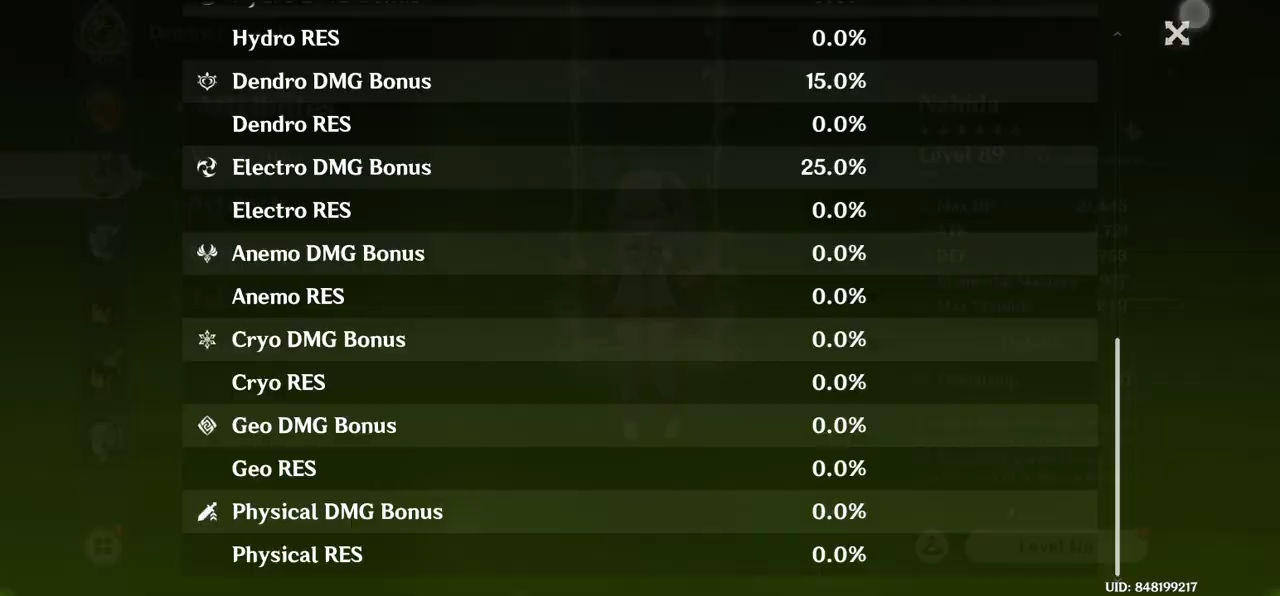 Hydro RES 0.0%
Dendro DMG Bonus 15.0%
Dendro RES 0.0%
Electro DMG Bonus 25.0%
Electro RES 0.0%
Anemo DMG Bonus 0.0%
Anemo RES 0.0%
Cryo DMG Bonus 0.0%
Cryo RES 0.0%
Geo DMG Bonus 0.0%
Geo RES 0.0%
Physical DMG Bonus 0.0%
Physical RES 0.0%
Nahida
Level 89
UID: 848199217